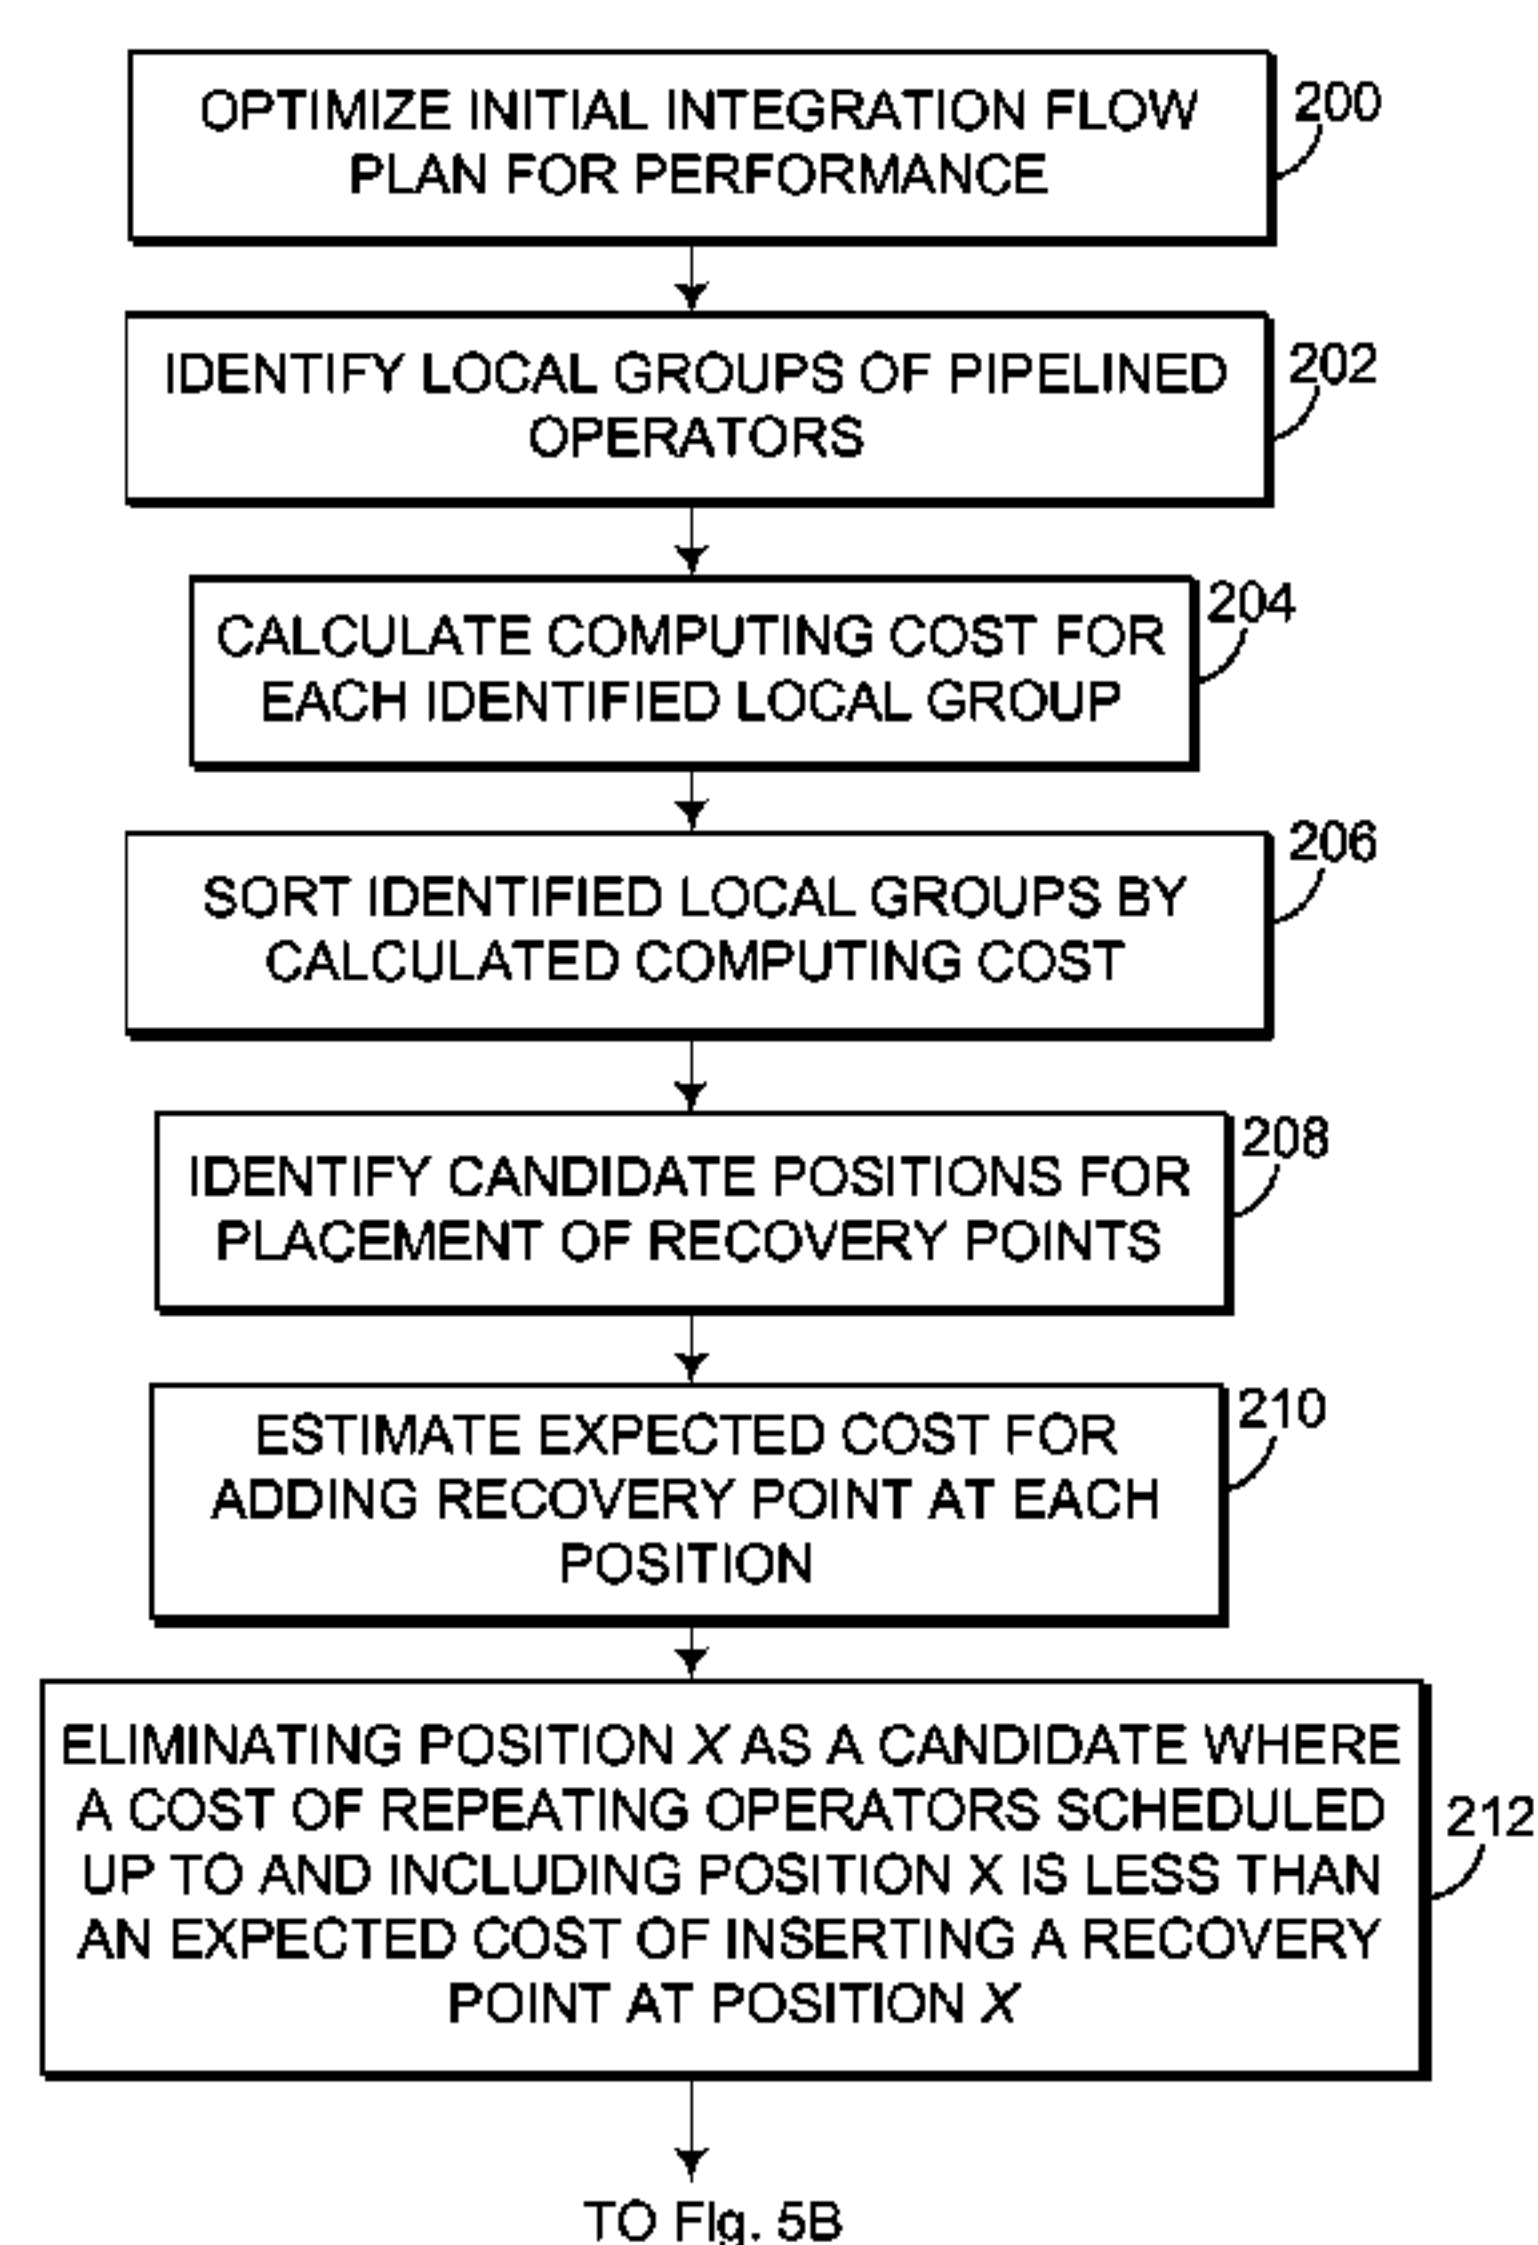 OPTIMIZE INITIAL INTEGRATION FLOW
PLAN FOR PERFORMANCE
200
IDENTIFY LOCAL GROUPS OF PIPELINED
OPERATORS
202
CALCULATE COMPUTING COST FOR
EACH IDENTIFIED LOCAL GROUP
204
SORT IDENTIFIED LOCAL GROUPS BY
CALCULATED COMPUTING COST
206
IDENTIFY CANDIDATE POSITIONS FOR
PLACEMENT OF RECOVERY POINTS
208
ESTIMATE EXPECTED COST FOR
ADDING RECOVERY POINT AT EACH
POSITION
210
ELIMINATING POSITION X AS A CANDIDATE WHERE
A COST OF REPEATING OPERATORS SCHEDULED
UP TO AND INCLUDING POSITION X IS LESS THAN
AN EXPECTED COST OF INSERTING A RECOVERY
POINT AT POSITION X
212
TO FIg. 5B